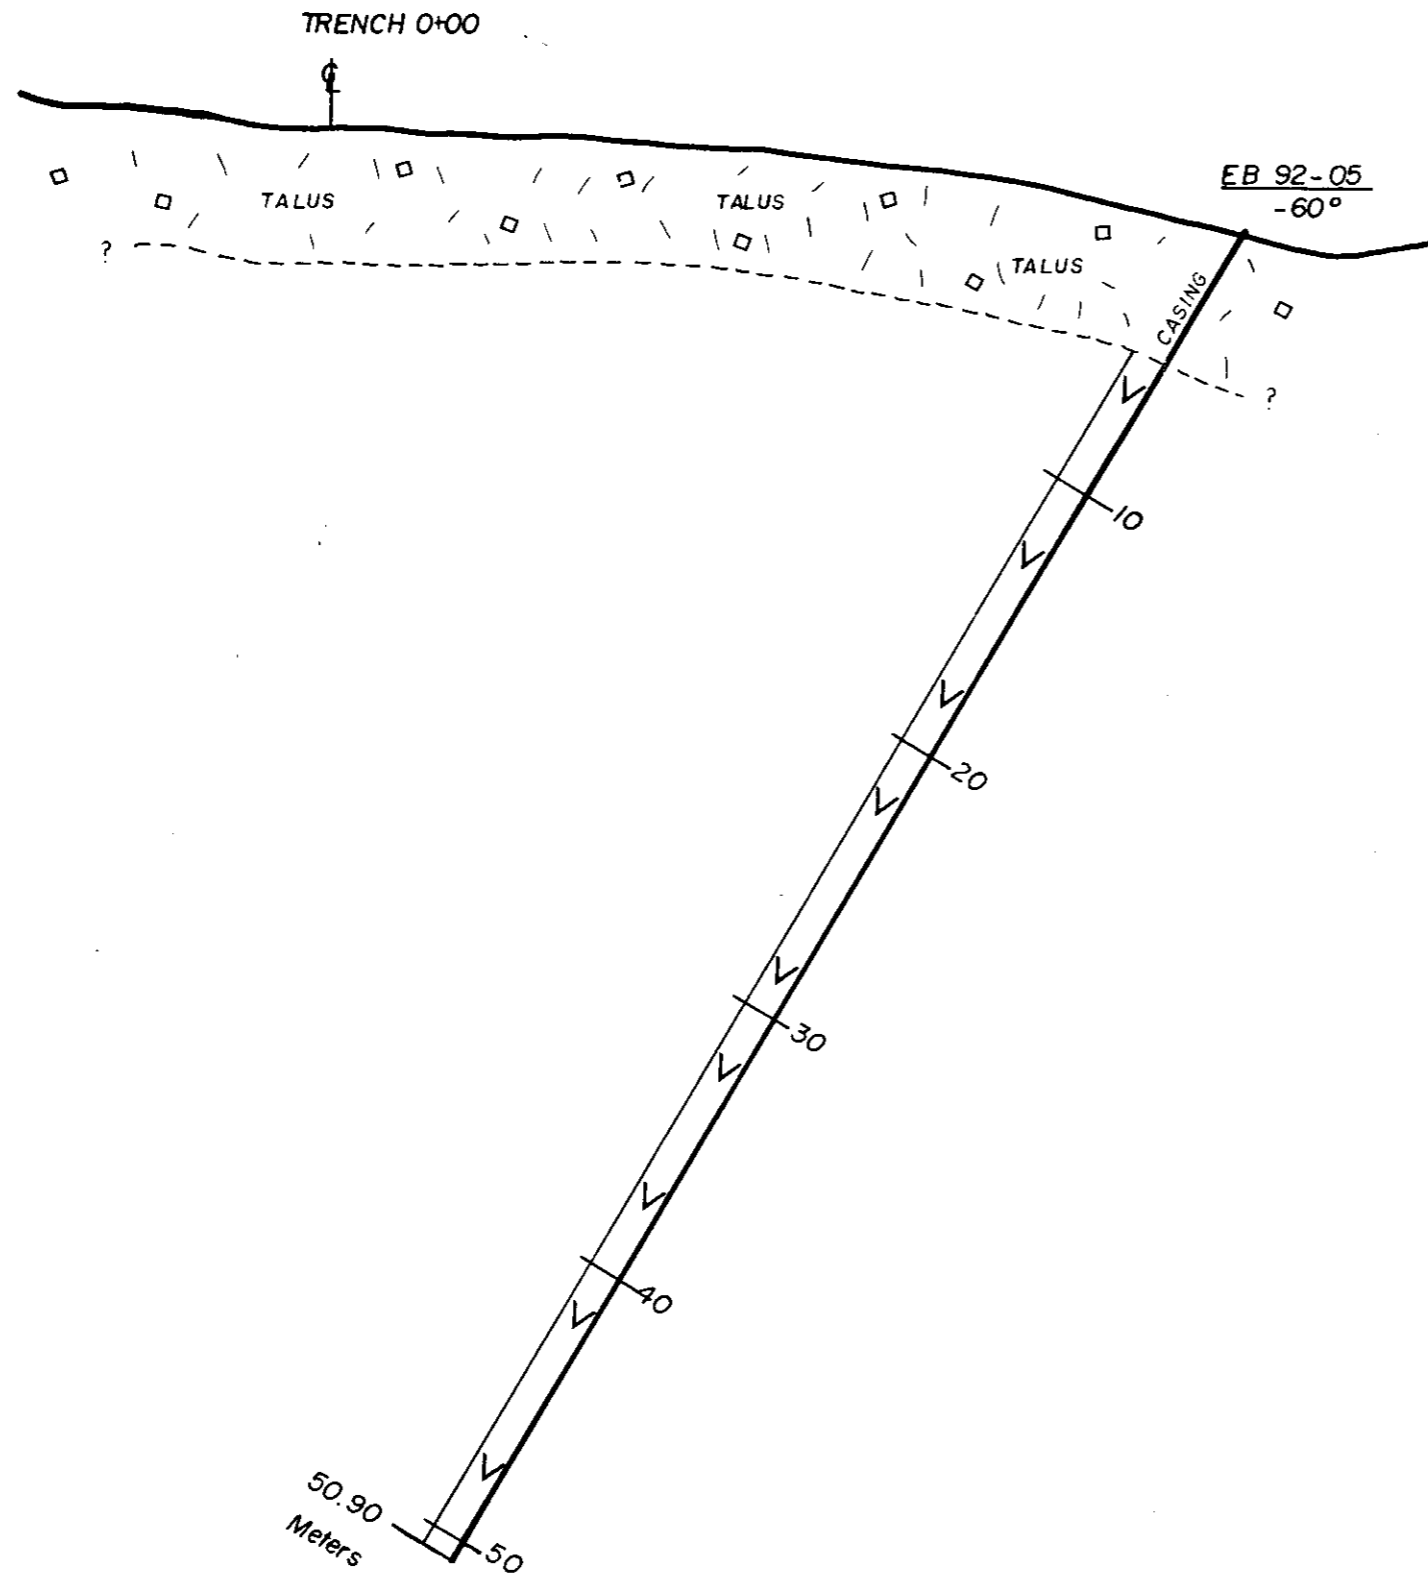 TRENCH 0+00
℄
EB 92-05
-60°
TALUS
TALUS
TALUS
?
CASING
?
V
10
V
V
20
V
V
30
V
V
40
V
V
50.90
Meters
50